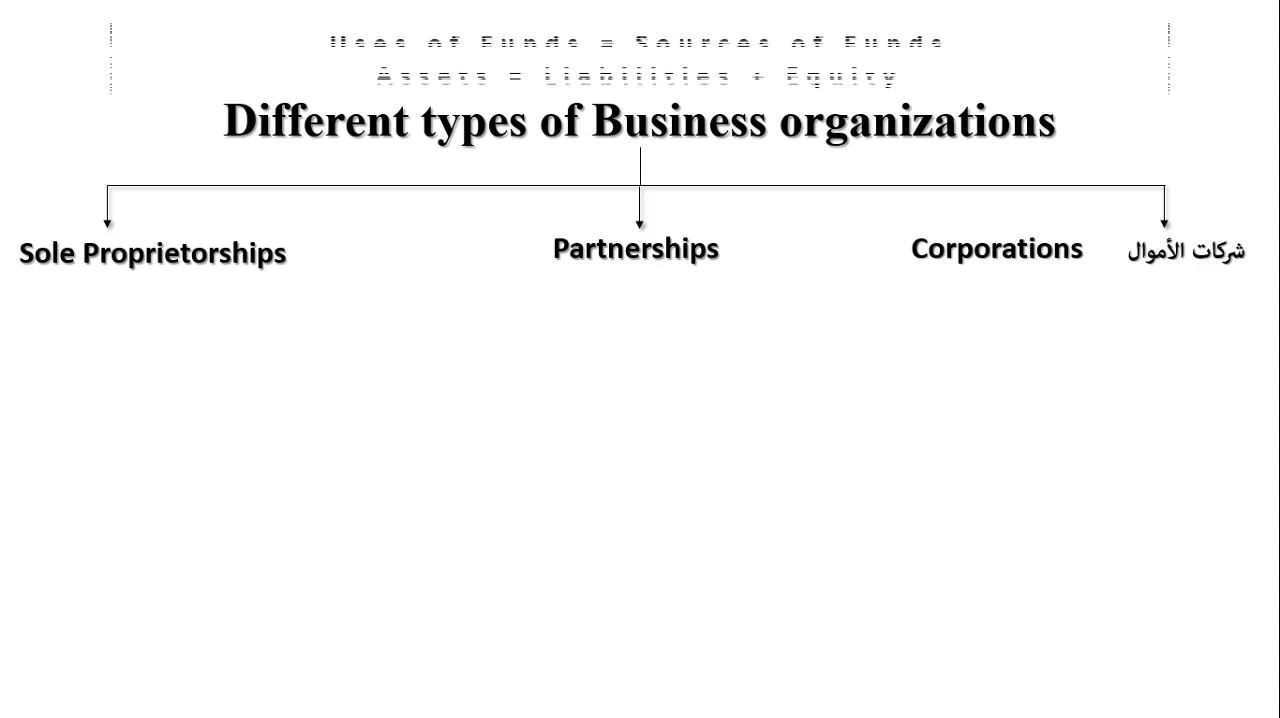 Uses of Funds = Sources of Funds
Assets = Liabilities + Equity
Different types of Business organizations
Sole Proprietorships
Partnerships
Corporations شركات الأموال